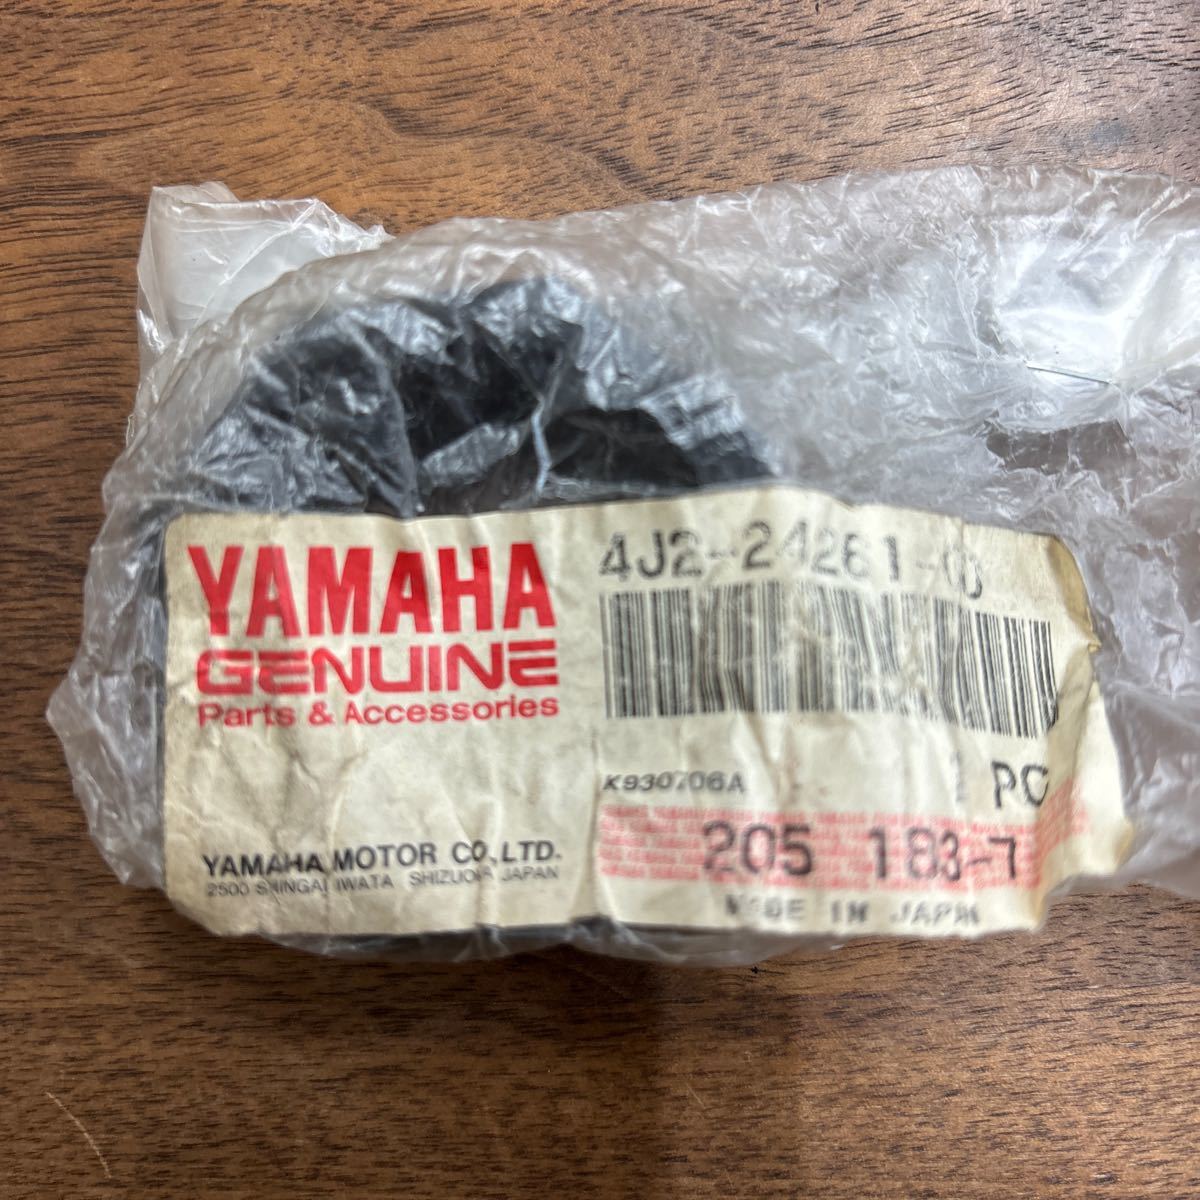 YAMAHA
GENUINE
Parts & Accessories
YAMAHA MOTOR CO., LTD.
2500 SHINGAI IWATA SHIZUOKA JAPAN
4J2-24261-00
K930706A
1 PC
205 183-7
MADE IN JAPAN